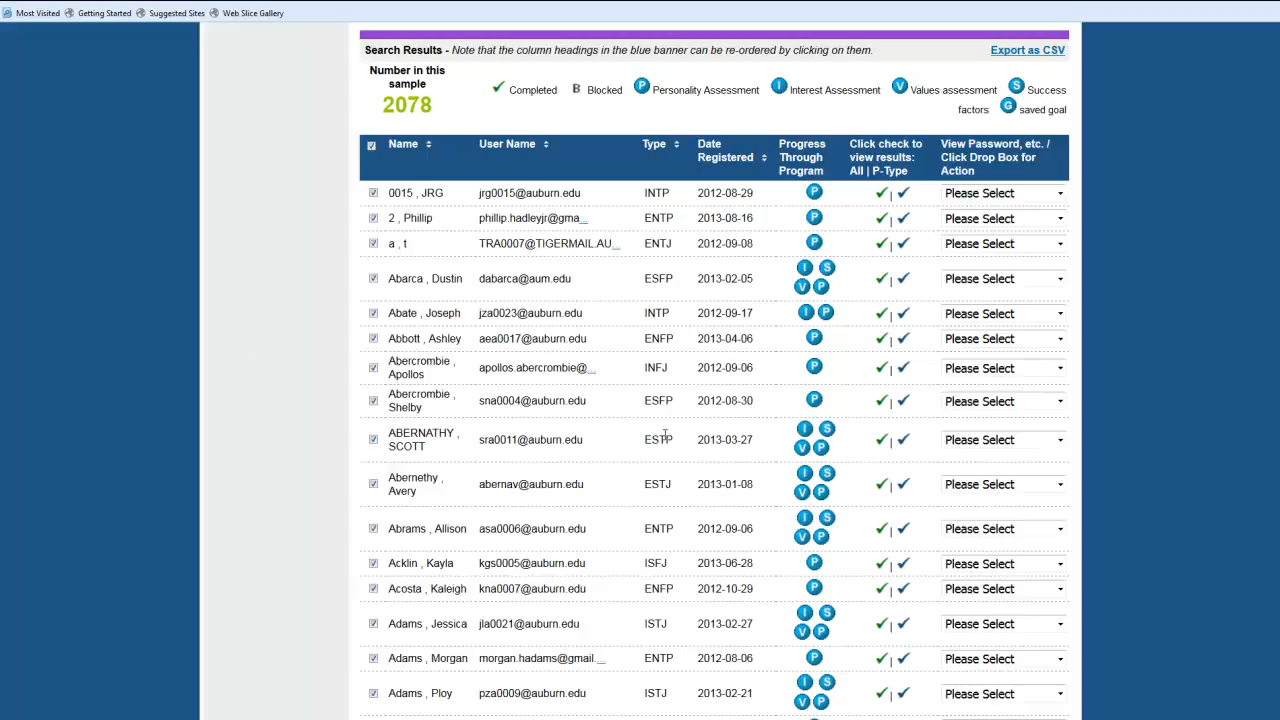 Most Visited Getting Started Suggested Sites Web Slice Gallery
Search Results - Note that the column headings in the blue banner can be re-ordered by clicking on them. Export as CSV
Number in this
sample
2078
Completed B Blocked P Personality Assessment I Interest Assessment V Values assessment S Success
factors G saved goal
Name User Name Type Date Registered Progress Through Program Click check to view results: All | P-Type View Password, etc. / Click Drop Box for Action
0015 , JRG jrg0015@auburn.edu INTP 2012-08-29 P | Please Select
2 , Phillip phillip.hadleyjr@gma... ENTP 2013-08-16 P | Please Select
a , t TRA0007@TIGERMAIL.AU... ENTJ 2012-09-08 P | Please Select
Abarca , Dustin dabarca@aum.edu ESFP 2013-02-05 I S V P | Please Select
Abate , Joseph jza0023@auburn.edu INTP 2012-09-17 I P | Please Select
Abbott , Ashley aea0017@auburn.edu ENFP 2013-04-06 P | Please Select
Abercrombie , Apollos apollos.abercrombie@... INFJ 2012-09-06 P | Please Select
Abercrombie , Shelby sna0004@auburn.edu ESFP 2012-08-30 P | Please Select
ABERNATHY , SCOTT sra0011@auburn.edu ESTP 2013-03-27 I S V P | Please Select
Abernethy , Avery abernav@auburn.edu ESTJ 2013-01-08 I S V P | Please Select
Abrams , Allison asa0006@auburn.edu ENTP 2012-09-06 I S V P | Please Select
Acklin , Kayla kgs0005@auburn.edu ISFJ 2013-06-28 P | Please Select
Acosta , Kaleigh kna0007@auburn.edu ENFP 2012-10-29 P | Please Select
Adams , Jessica jla0021@auburn.edu ISTJ 2013-02-27 I S V P | Please Select
Adams , Morgan morgan.hadams@gmail.... ENTP 2012-08-06 P | Please Select
Adams , Ploy pza0009@auburn.edu ISTJ 2013-02-21 I S V P | Please Select